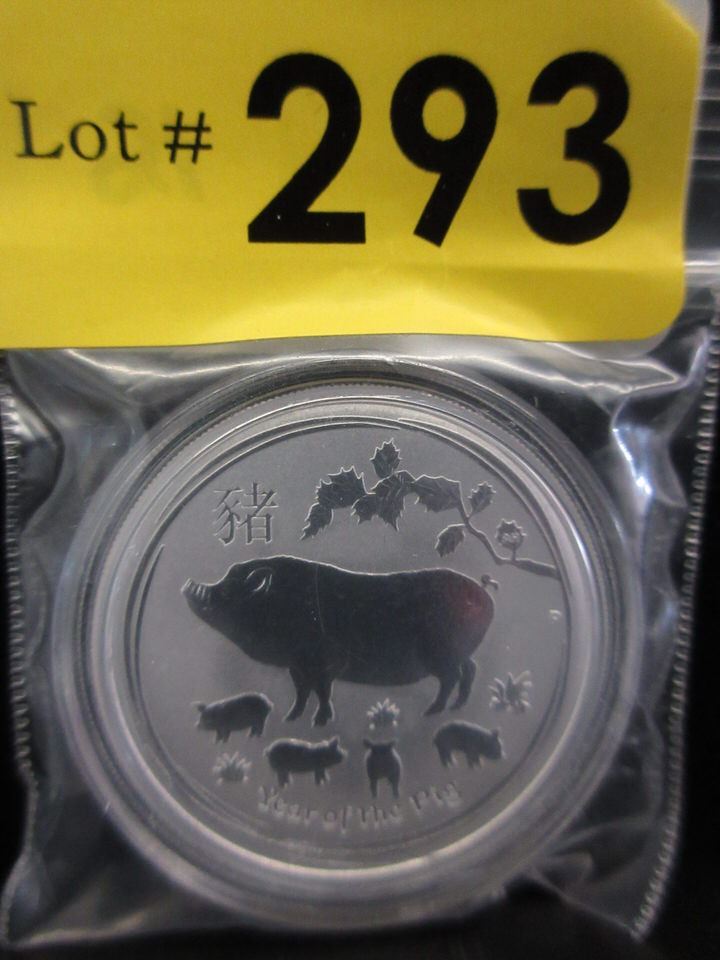 Lot # 293
豬
Year of the Pig